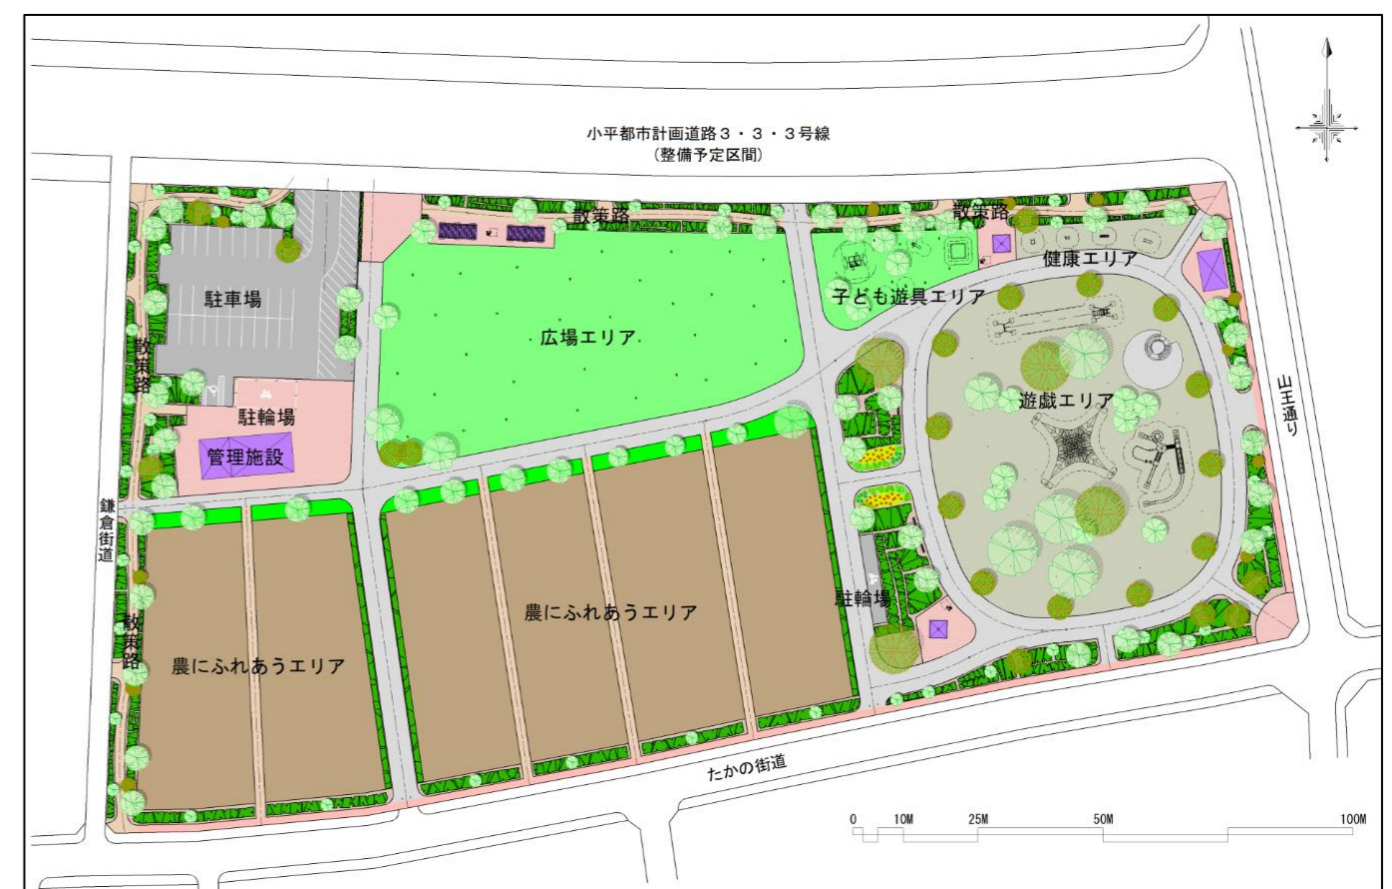 小平都市計画道路３・３・３号線
（整備予定区間）
散策路
散策路
健康エリア
子ども遊具エリア
駐車場
広場エリア
散策路
遊戯エリア
山王通り
駐輪場
管理施設
鎌倉街道
駐輪場
農にふれあうエリア
散策路
農にふれあうエリア
たかの街道
0 10M 25M 50M 100M